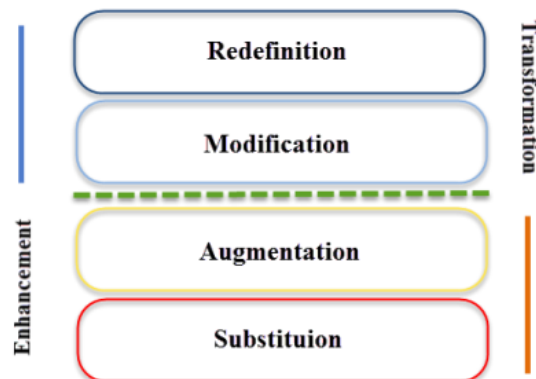 Redefinition
Transformation
Modification
Enhancement
Augmentation
Substituion